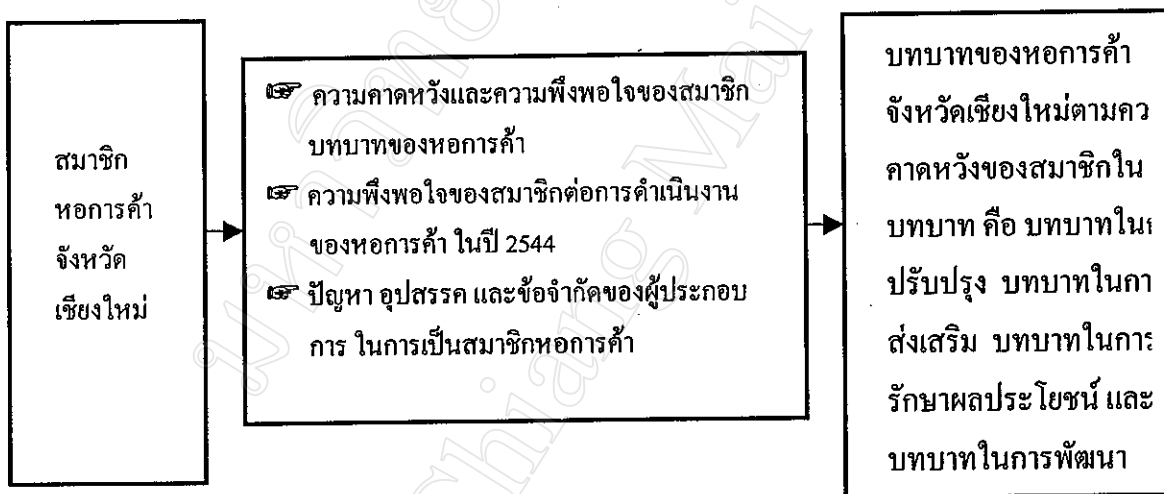 สมาชิก
หอการค้า
จังหวัด
เชียงใหม่
☞ ความคาดหวังและความพึงพอใจของสมาชิก
บทบาทของหอการค้า
☞ ความพึงพอใจของสมาชิกต่อการดำเนินงาน
ของหอการค้า ในปี 2544
☞ ปัญหา อุปสรรค และข้อจำกัดของผู้ประกอบ
การ ในการเป็นสมาชิกหอการค้า
บทบาทของหอการค้า
จังหวัดเชียงใหม่ตาม
คาดหวังของสมาชิกใน
บทบาท คือ บทบาท
ปรับปรุง บทบาท
ส่งเสริม บทบาทในการ
รักษาผลประโยชน์ และ
บทบาทในการพัฒนา
Chiang Mai